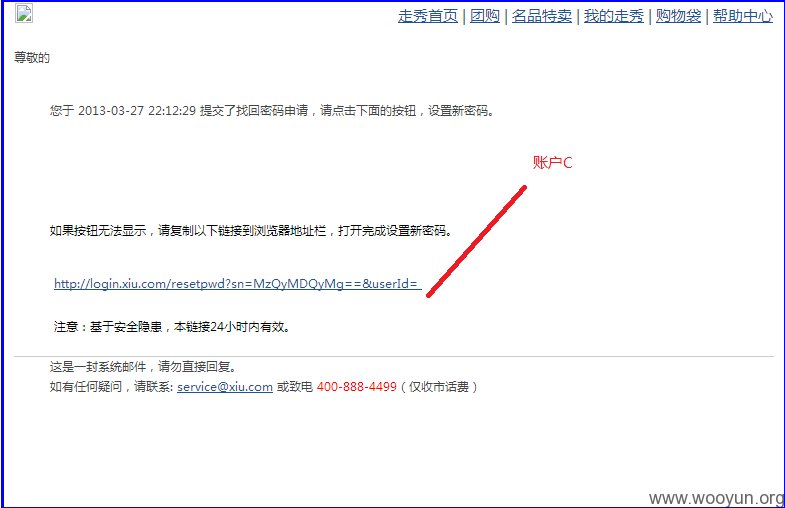 走秀首页 | 团购 | 名品特卖 | 我的走秀 | 购物袋 | 帮助中心
尊敬的
您于 2013-03-27 22:12:29 提交了找回密码申请，请点击下面的按钮，设置新密码。
账户C
如果按钮无法显示，请复制以下链接到浏览器地址栏，打开完成设置新密码。
http://login.xiu.com/resetpwd?sn=MzQyMDQyMg==&userId=
注意：基于安全隐患，本链接24小时内有效。
这是一封系统邮件，请勿直接回复。
如有任何疑问，请联系: service@xiu.com 或致电 400-888-4499（仅收市话费）
www.wooyun.org